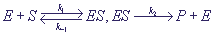 E + S ⇌ ES, ES → P + E
k₁
k₋₁
k₂